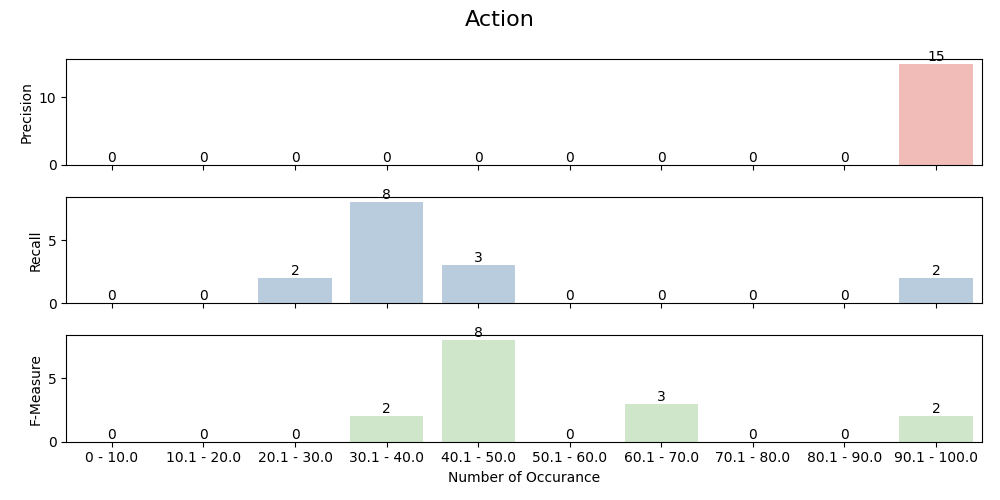 Action
Precision
10
0
0 0 0 0 0 0 0 0 0 15
Recall
5
0
0 0 2 8 3 0 0 0 0 2
F-Measure
5
0
0 0 0 2 8 0 3 0 0 2
0 - 10.0 10.1 - 20.0 20.1 - 30.0 30.1 - 40.0 40.1 - 50.0 50.1 - 60.0 60.1 - 70.0 70.1 - 80.0 80.1 - 90.0 90.1 - 100.0
Number of Occurance